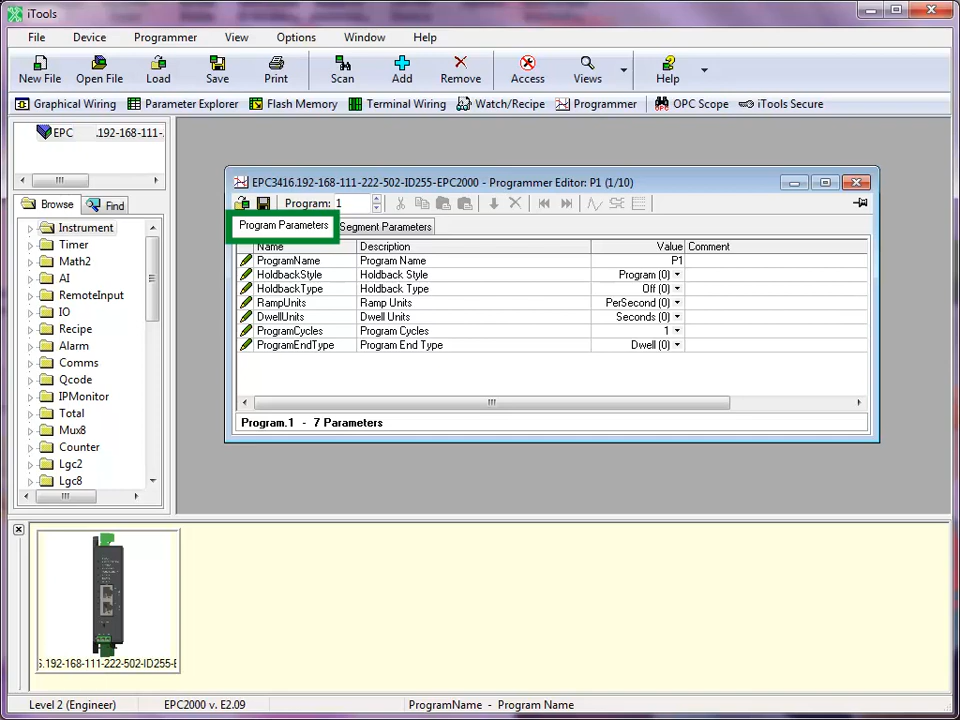 iTools
File Device Programmer View Options Window Help
New File Open File Load Save Print Scan Add Remove Access Views Help
Graphical Wiring Parameter Explorer Flash Memory Terminal Wiring Watch/Recipe Programmer OPC Scope iTools Secure
EPC .192-168-111-.
Browse Find
Instrument
Timer
Math2
AI
RemoteInput
IO
Recipe
Alarm
Comms
Qcode
IPMonitor
Total
Mux8
Counter
Lgc2
Lgc8
EPC3416.192-168-111-222-502-ID255-EPC2000 - Programmer Editor: P1 (1/10)
Program: 1
Program Parameters Segment Parameters
Name Description Value Comment
ProgramName Program Name P1
HoldbackStyle Holdback Style Program (0)
HoldbackType Holdback Type Off (0)
RampUnits Ramp Units PerSecond (0)
DwellUnits Dwell Units Seconds (0)
ProgramCycles Program Cycles 1
ProgramEndType Program End Type Dwell (0)
Program.1 - 7 Parameters
.192-168-111-222-502-ID255-E
Level 2 (Engineer) EPC2000 v. E2.09 ProgramName - Program Name